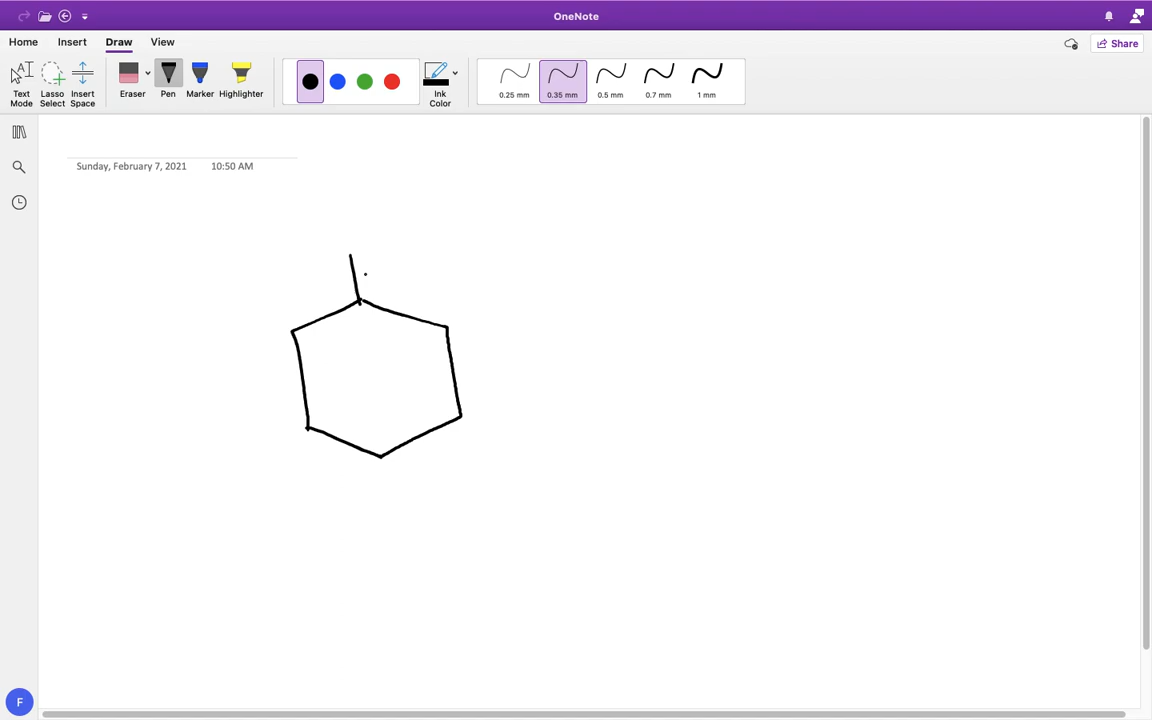 OneNote
Home Insert Draw View
Share
Text Mode
Lasso Select
Insert Space
Eraser
Pen
Marker
Highlighter
Ink Color
0.25 mm
0.35 mm
0.5 mm
0.7 mm
1 mm
Sunday, February 7, 2021 10:50 AM
F